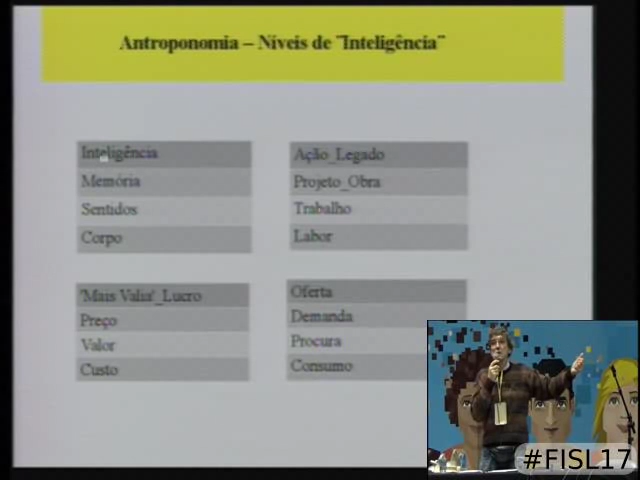 Antroponomia – Níveis de "Inteligência"
Inteligência
Memória
Sentidos
Corpo
Ação_Legado
Projeto_Obra
Trabalho
Labor
'Mais Valia'_Lucro
Preço
Valor
Custo
Oferta
Demanda
Procura
Consumo
#FISL17